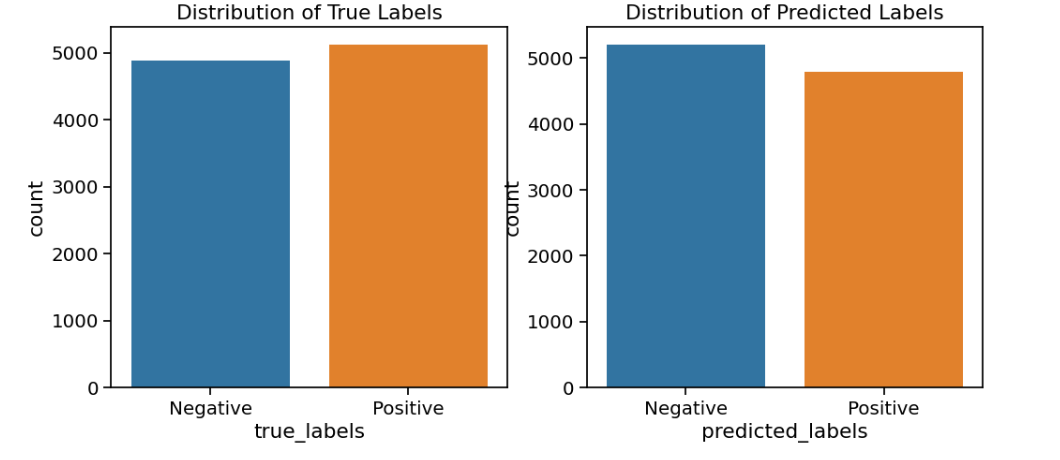 Distribution of True Labels
5000
4000
3000
2000
1000
0
count
Negative
Positive
true_labels
Distribution of Predicted Labels
5000
4000
3000
2000
1000
0
count
Negative
Positive
predicted_labels